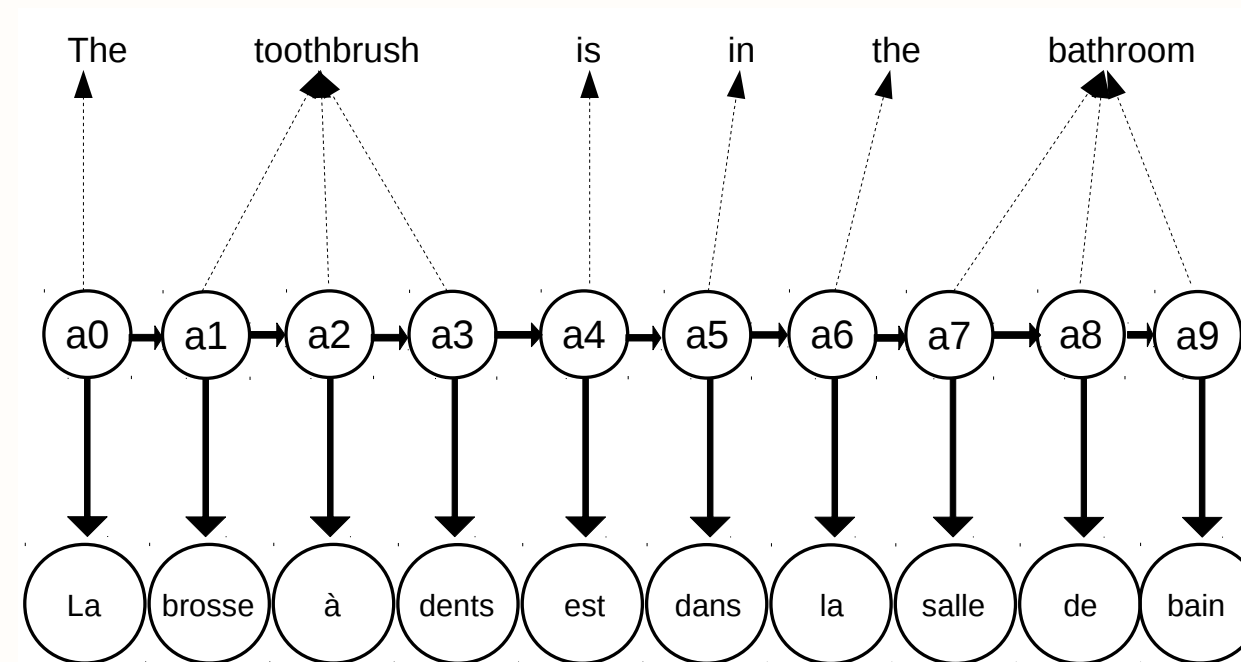 The toothbrush is in the bathroom
a0 a1 a2 a3 a4 a5 a6 a7 a8 a9
La brosse à dents est dans la salle de bain